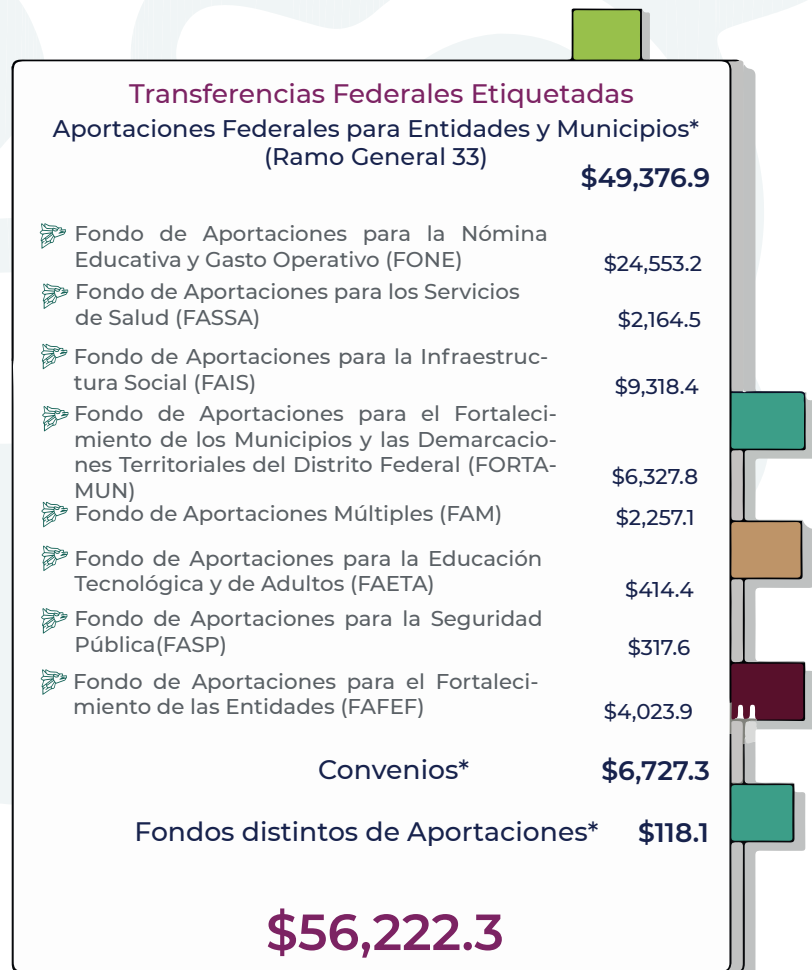 Transferencias Federales Etiquetadas
Aportaciones Federales para Entidades y Municipios*
(Ramo General 33)
$49,376.9
Fondo de Aportaciones para la Nómina
Educativa y Gasto Operativo (FONE)
$24,553.2
Fondo de Aportaciones para los Servicios
de Salud (FASSA)
$2,164.5
Fondo de Aportaciones para la Infraestruc-
tura Social (FAIS)
$9,318.4
Fondo de Aportaciones para el Fortaleci-
miento de los Municipios y las Demarcacio-
nes Territoriales del Distrito Federal (FORTA-
MUN)
$6,327.8
Fondo de Aportaciones Múltiples (FAM)
$2,257.1
Fondo de Aportaciones para la Educación
Tecnológica y de Adultos (FAETA)
$414.4
Fondo de Aportaciones para la Seguridad
Pública(FASP)
$317.6
Fondo de Aportaciones para el Fortaleci-
miento de las Entidades (FAFEF)
$4,023.9
Convenios* $6,727.3
Fondos distintos de Aportaciones* $118.1
$56,222.3